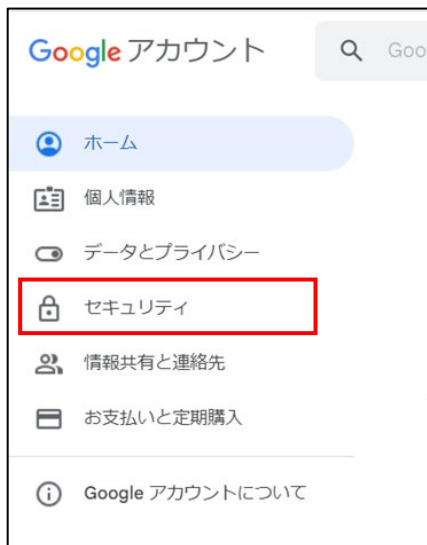 Google アカウント
Goo
ホーム
個人情報
データとプライバシー
セキュリティ
情報共有と連絡先
お支払いと定期購入
Google アカウントについて